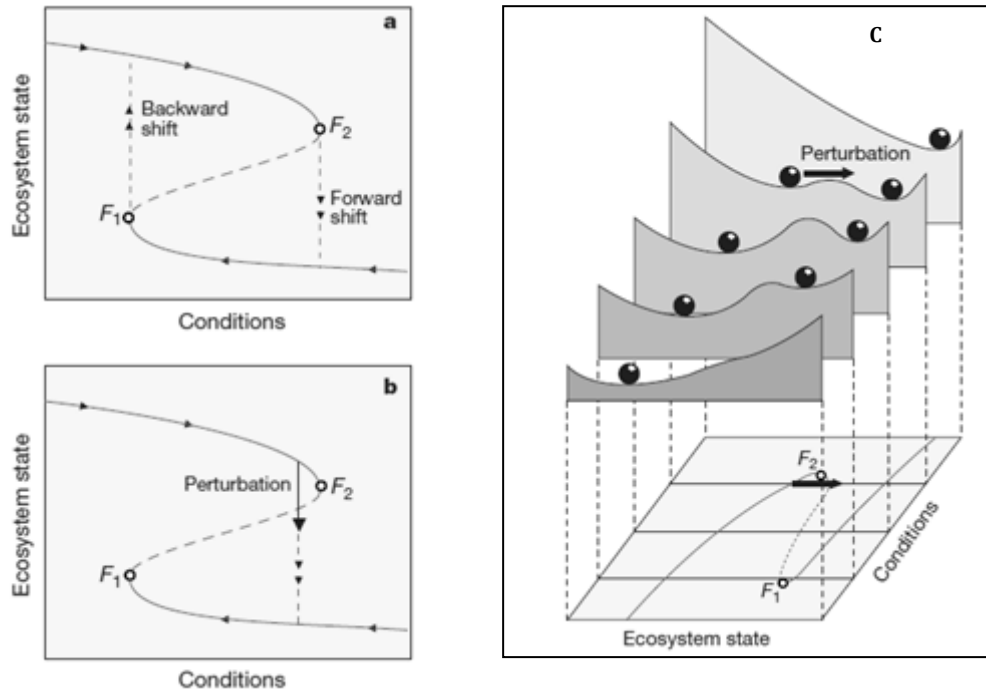 a
Ecosystem state
Backward
shift
F2
F1
Forward
shift
Conditions
b
Ecosystem state
Perturbation
F2
F1
Conditions
C
Perturbation
F2
F1
Conditions
Ecosystem state